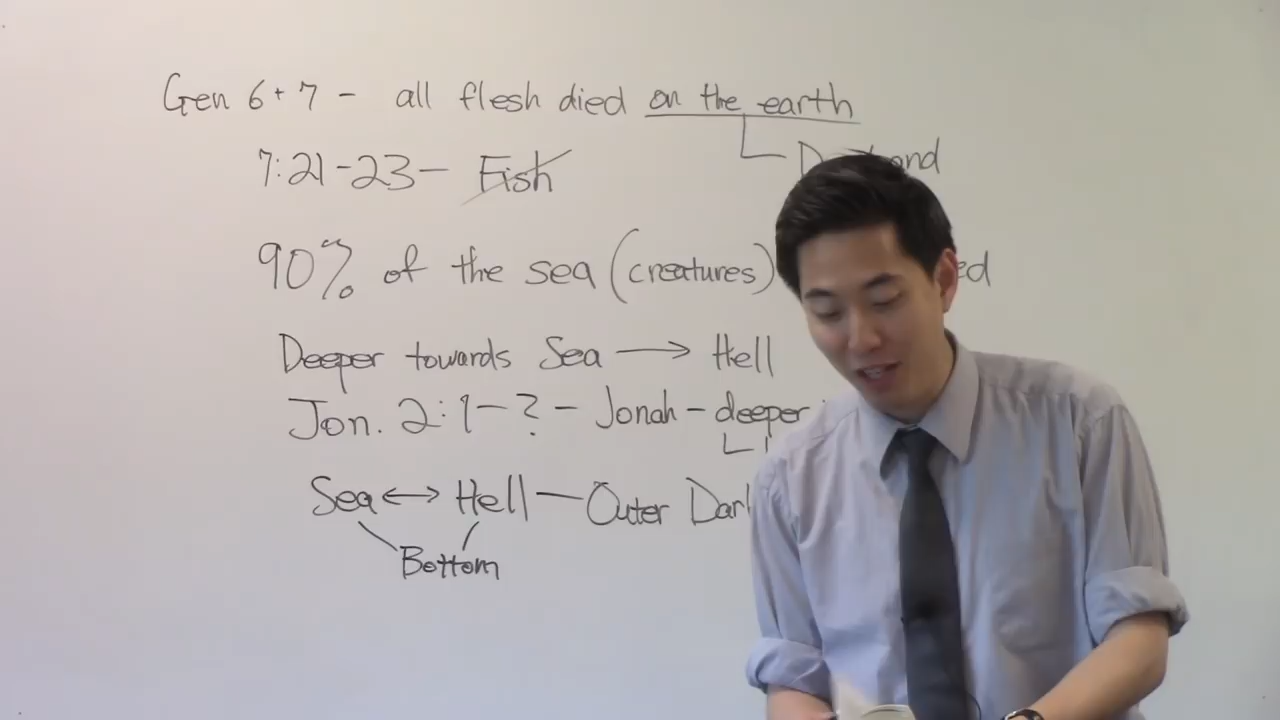 Gen 6+7 - all flesh died on the earth
7:21-23- Fish
90% of the sea (creatures)
Deeper towards Sea → Hell
Jon. 2:1-? - Jonah - deeper
Sea ↔ Hell - Outer
Bottom